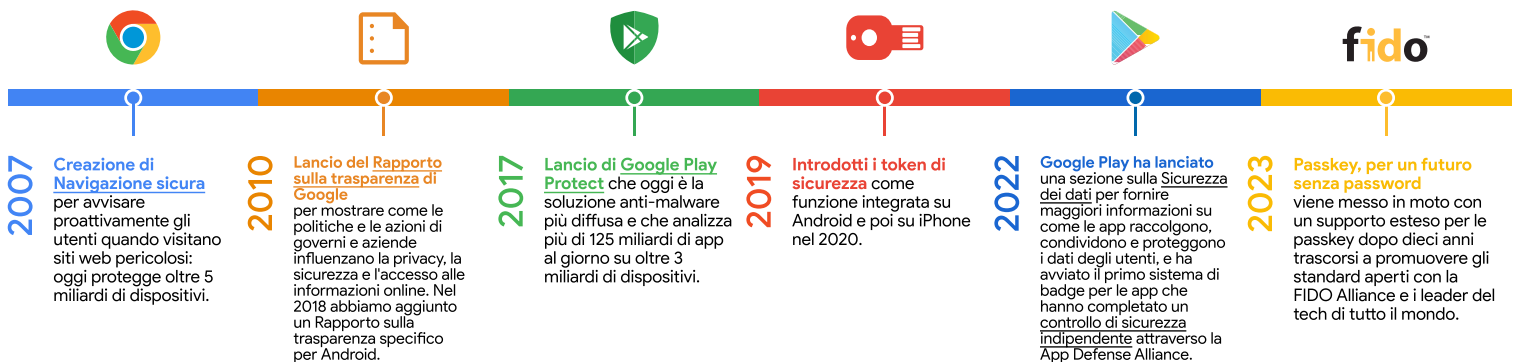 fido™
2007
Creazione di
Navigazione sicura
per avvisare
proattivamente gli
utenti quando visitano
siti web pericolosi:
oggi protegge oltre 5
miliardi di dispositivi.
2010
Lancio del Rapporto
sulla trasparenza di
Google
per mostrare come le
politiche e le azioni di
governi e aziende
influenzano la privacy, la
sicurezza e l'accesso alle
informazioni online. Nel
2018 abbiamo aggiunto
un Rapporto sulla
trasparenza specifico
per Android.
2017
Lancio di Google Play
Protect che oggi è la
soluzione anti-malware
più diffusa e che analizza
più di 125 miliardi di app
al giorno su oltre 3
miliardi di dispositivi.
2019
Introdotti i token di
sicurezza come
funzione integrata su
Android e poi su iPhone
nel 2020.
2022
Google Play ha lanciato
una sezione sulla Sicurezza
dei dati per fornire
maggiori informazioni su
come le app raccolgono,
condividono e proteggono
i dati degli utenti, e ha
avviato il primo sistema di
badge per le app che
hanno completato un
controllo di sicurezza
indipendente attraverso la
App Defense Alliance.
2023
Passkey, per un futuro
senza password
viene messo in moto con
un supporto esteso per le
passkey dopo dieci anni
trascorsi a promuovere gli
standard aperti con la
FIDO Alliance e i leader del
tech di tutto il mondo.